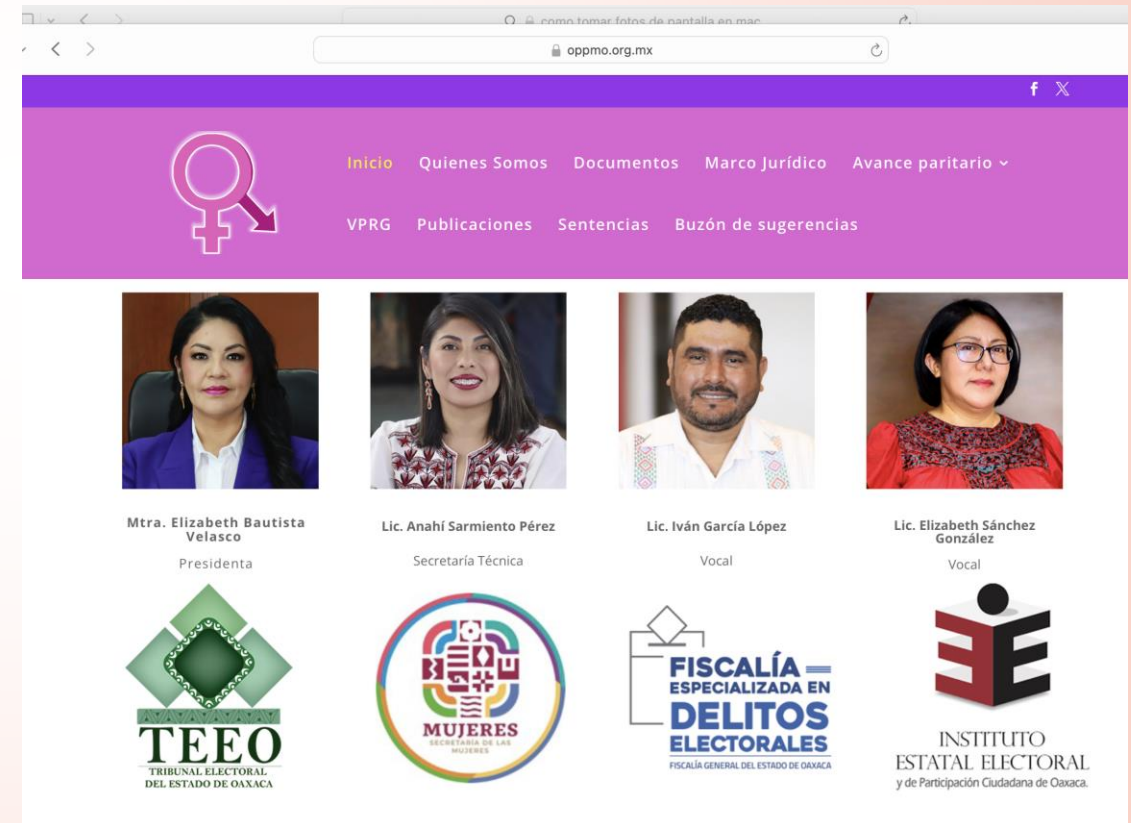 como tomar fotos de pantalla en mac
oppmo.org.mx
Inicio Quienes Somos Documentos Marco Jurídico Avance paritario
VPRG Publicaciones Sentencias Buzón de sugerencias
Mtra. Elizabeth Bautista
Velasco
Presidenta
Lic. Anahí Sarmiento Pérez
Secretaría Técnica
Lic. Iván García López
Vocal
Lic. Elizabeth Sánchez
González
Vocal
TEEO
TRIBUNAL ELECTORAL
DEL ESTADO DE OAXACA
MUJERES
SECRETARÍA DE LAS
MUJERES
FISCALÍA
ESPECIALIZADA EN
DELITOS
ELECTORALES
FISCALÍA GENERAL DEL ESTADO DE OAXACA
INSTITUTO
ESTATAL ELECTORAL
y de Participación Ciudadana de Oaxaca.